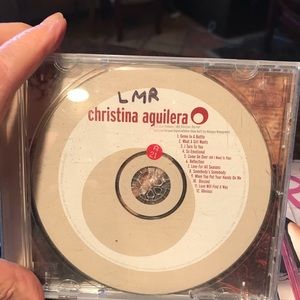 LMR
christina aguilera
1. Genie In A Bottle
2. What A Girl Wants
3. I Turn To You
4. So Emotional
5. Come On Over (All I Want Is You)
6. Reflection
7. Love For All Seasons
8. Somebody's Somebody
9. When You Put Your Hands On Me
10. Blessed
11. Love Will Find A Way
12. Obvious